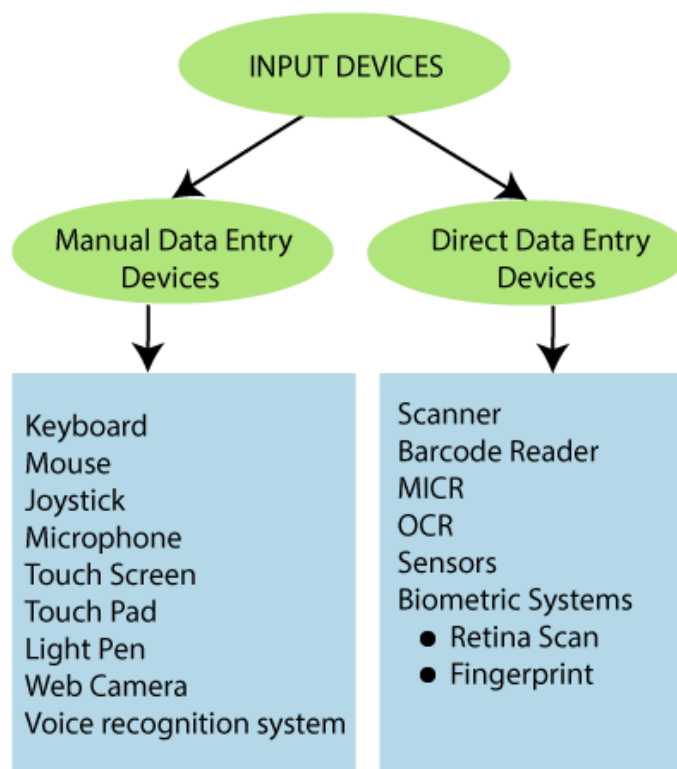 INPUT DEVICES
Manual Data Entry
Devices
Direct Data Entry
Devices
Keyboard
Mouse
Joystick
Microphone
Touch Screen
Touch Pad
Light Pen
Web Camera
Voice recognition system
Scanner
Barcode Reader
MICR
OCR
Sensors
Biometric Systems
● Retina Scan
● Fingerprint